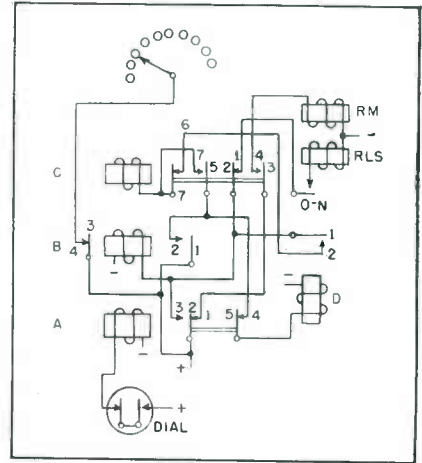 RM
-
RLS
6
C 7 5 2 1 4 3
7
O-N
3
B 4 2 1 1
- 2
- D
A 3 2 1 5 4
-
+
+
DIAL